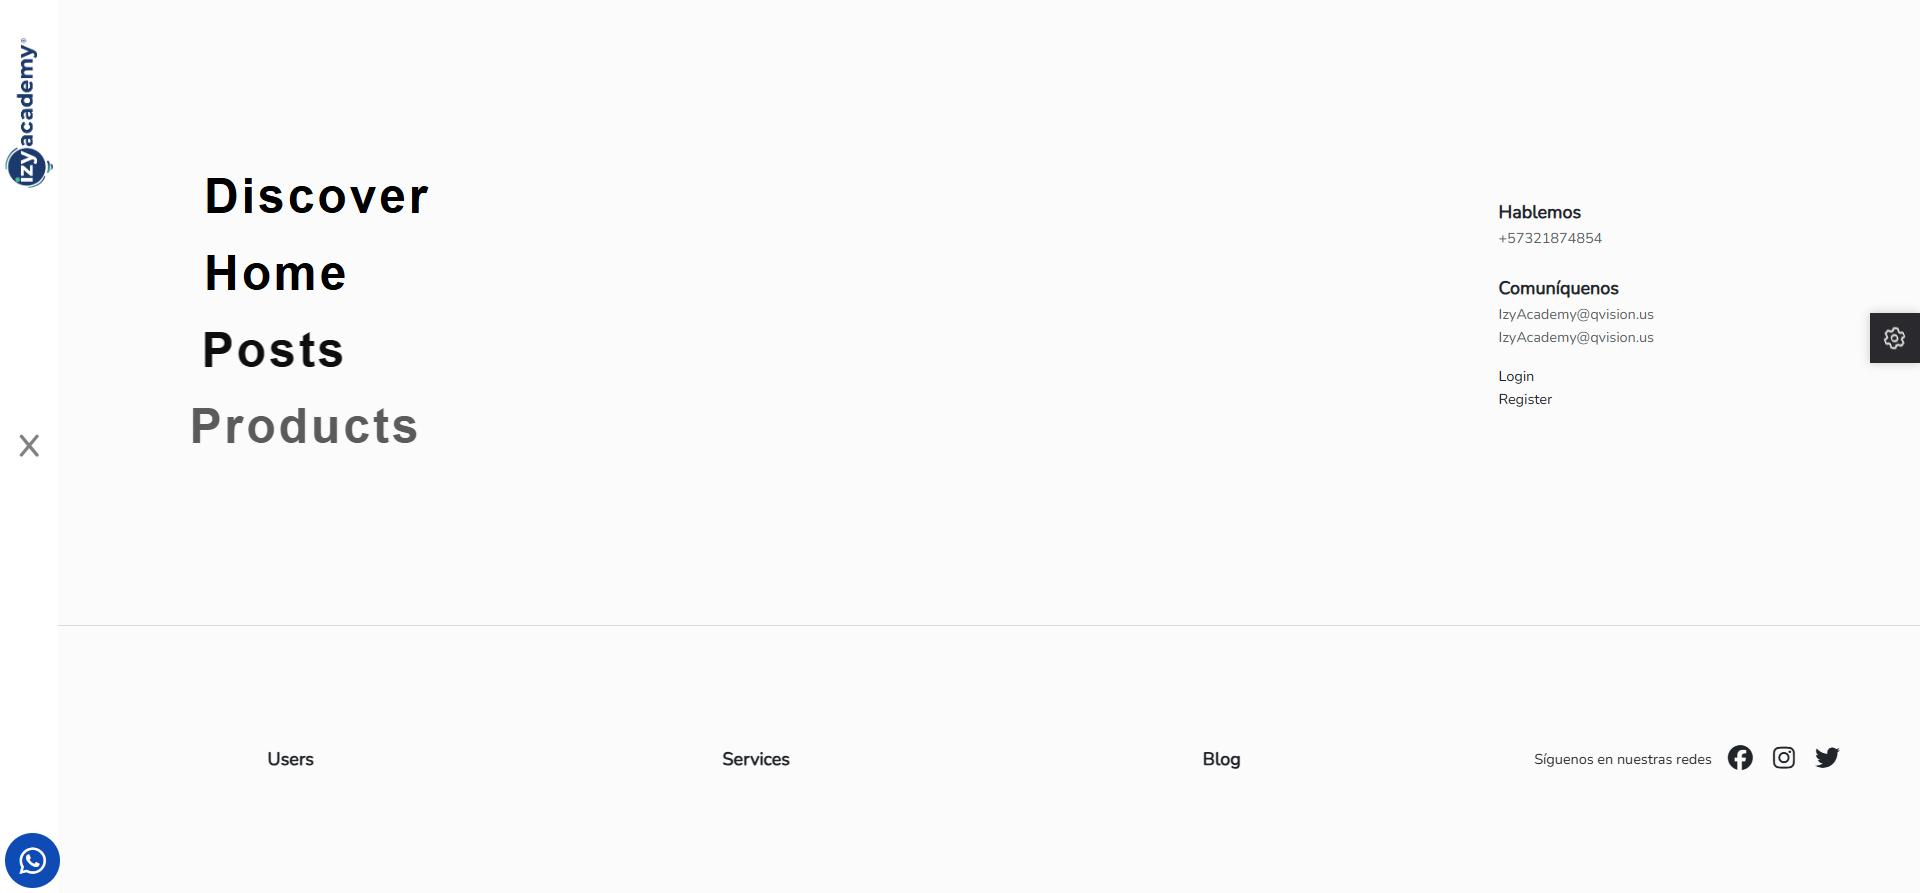 izyacademy®
Discover
Home
Posts
Products
Hablemos
+57321874854
Comuníquenos
IzyAcademy@qvision.us
IzyAcademy@qvision.us
Login
Register
Users
Services
Blog
Síguenos en nuestras redes